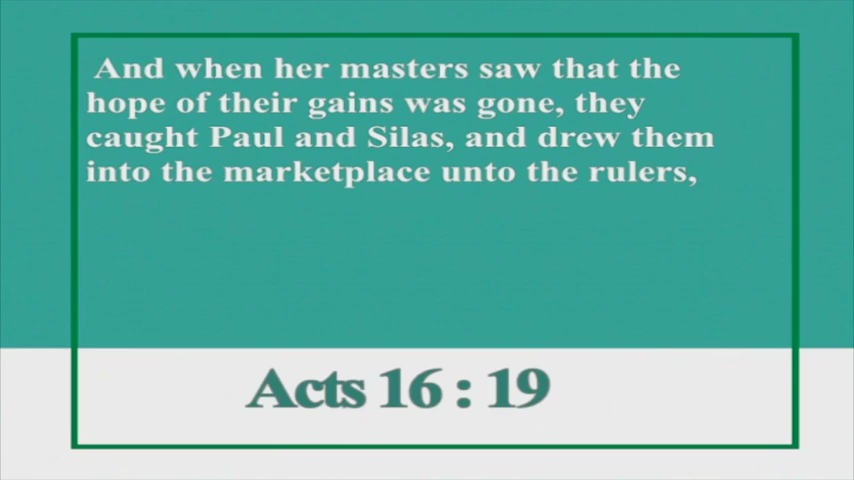 And when her masters saw that the
hope of their gains was gone, they
caught Paul and Silas, and drew them
into the marketplace unto the rulers,
Acts 16 : 19